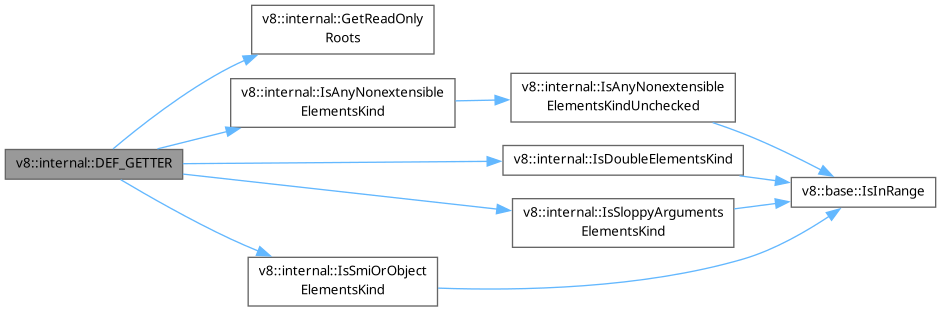 v8::internal::GetReadOnly
Roots
v8::internal::IsAnyNonextensible
ElementsKind
v8::internal::IsAnyNonextensible
ElementsKindUnchecked
v8::internal::DEF_GETTER
v8::internal::IsDoubleElementsKind
v8::base::IsInRange
v8::internal::IsSloppyArguments
ElementsKind
v8::internal::IsSmiOrObject
ElementsKind